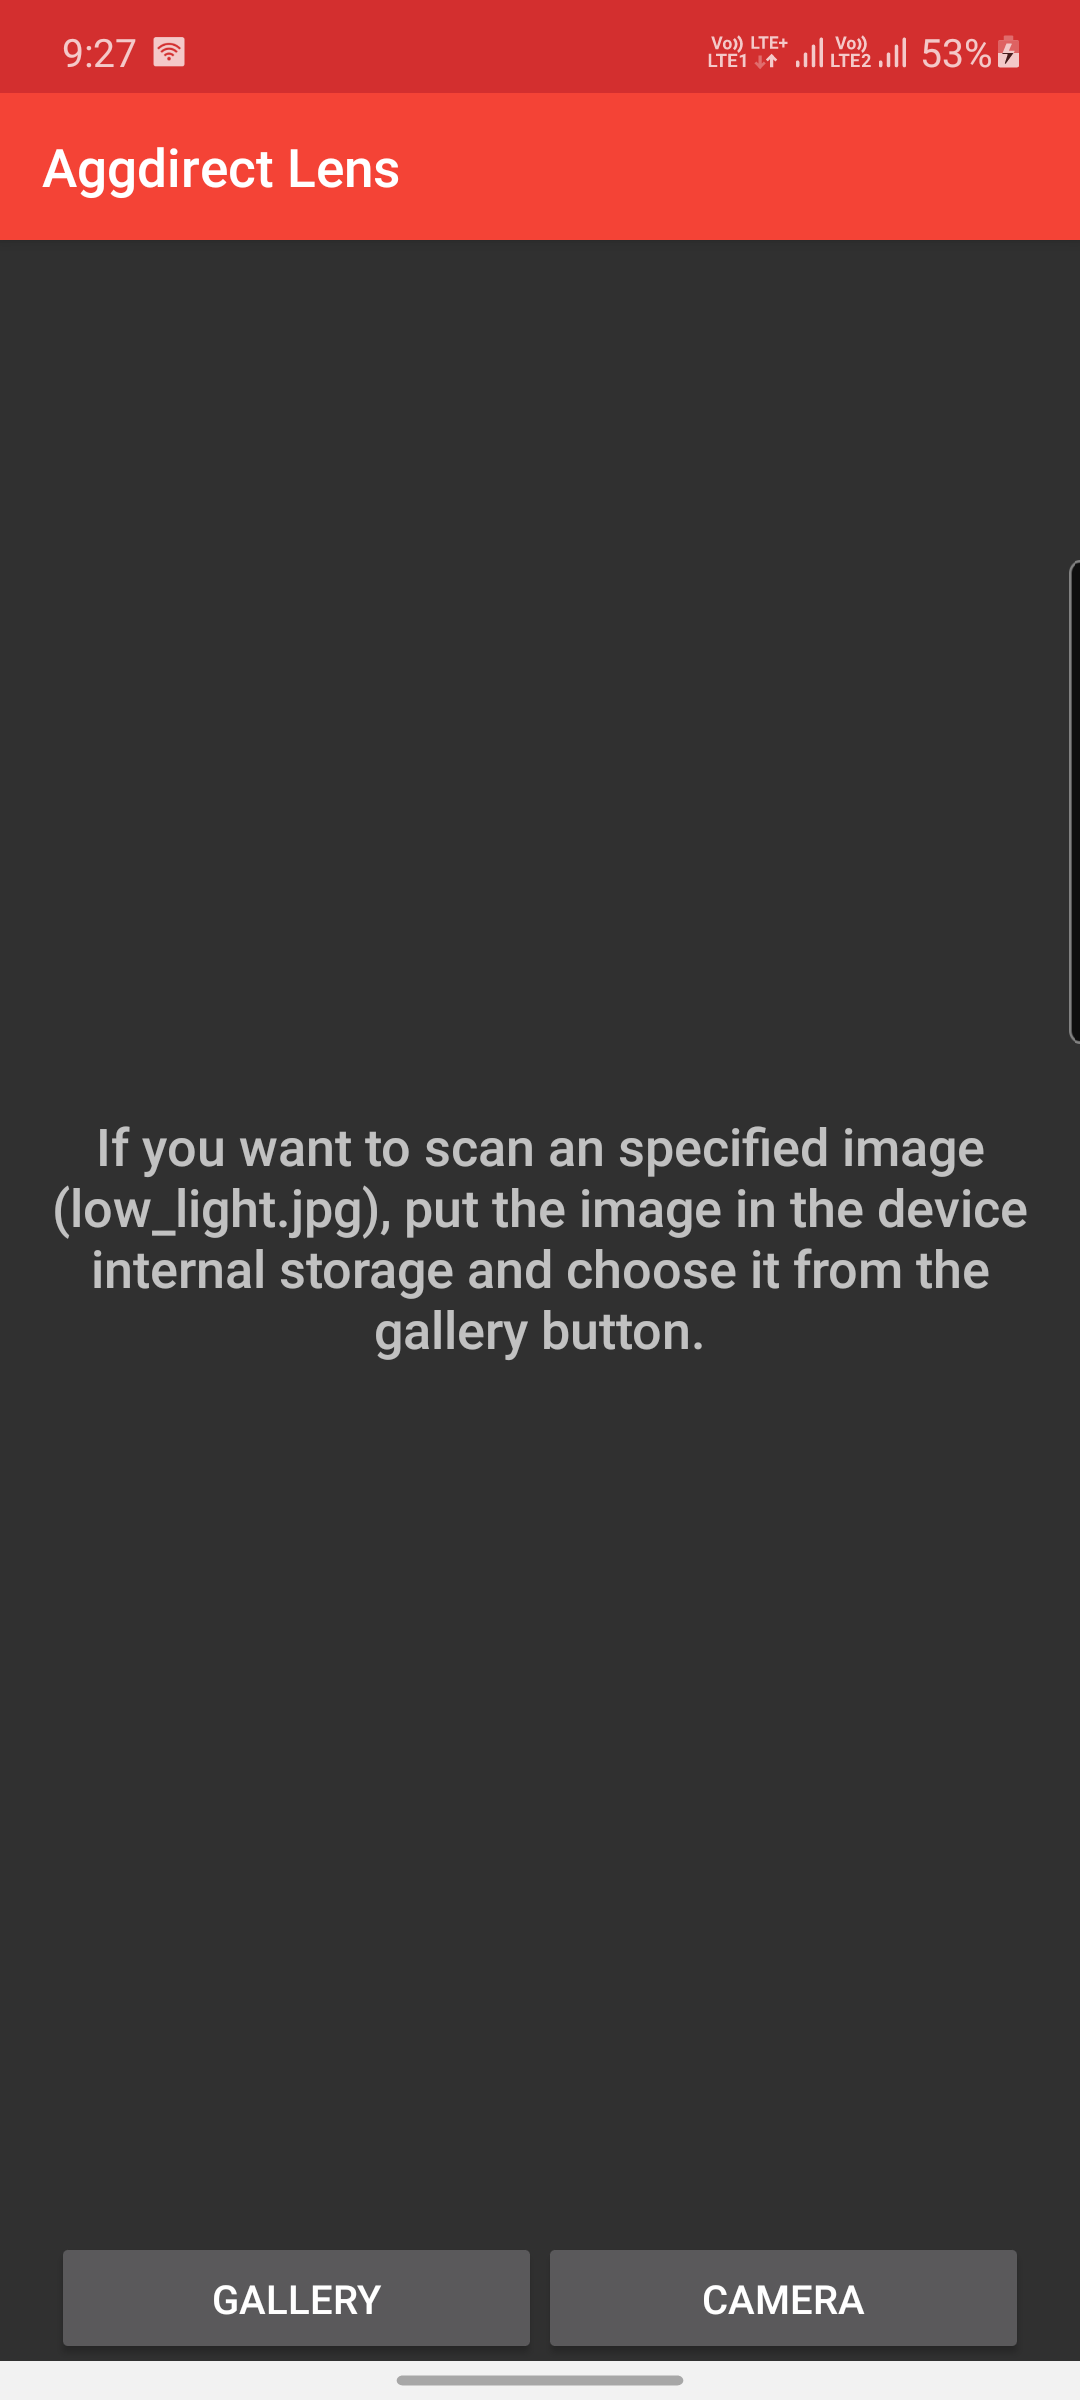 9:27
Vo)) LTE+ Vo)) 53%
LTE1 LTE2
Aggdirect Lens
If you want to scan an specified image
(low_light.jpg), put the image in the device
internal storage and choose it from the
gallery button.
GALLERY CAMERA